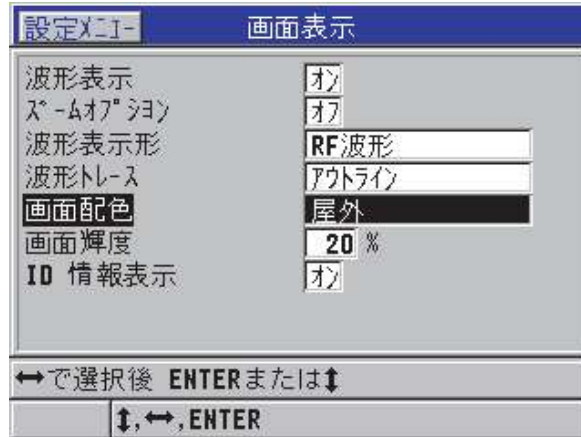 設定ﾒﾆｭｰ 画面表示
波形表示 ｵﾝ
ｽﾞｰﾑｵﾌﾟｼｮﾝ ｵﾌ
波形表示形 RF波形
波形ﾄﾚｰｽ ｱｳﾄﾗｲﾝ
画面配色 屋外
画面輝度 20 %
ID 情報表示 ｵﾝ
↔で選択後 ENTERまたは↕
↕,↔,ENTER